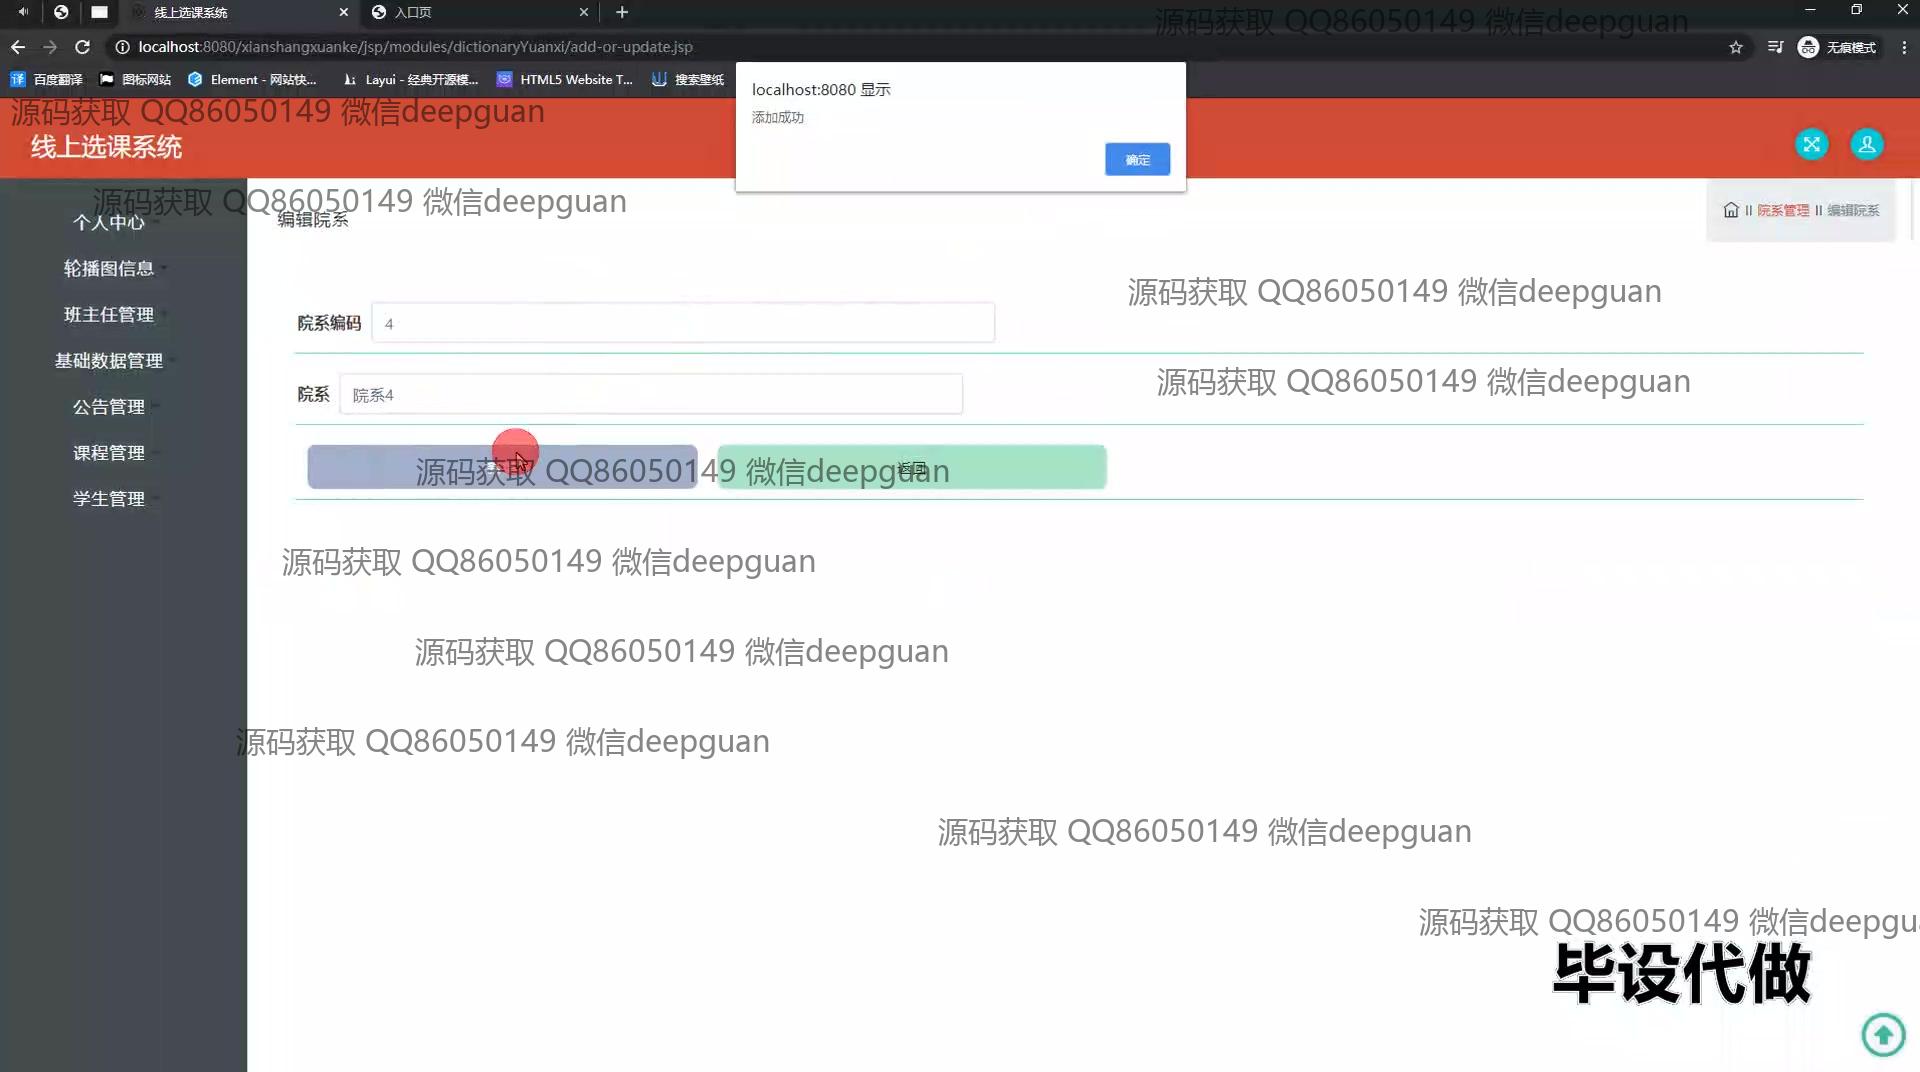 线上选课系统
入口页
源码获取 QQ86050149 微信deepguan
localhost:8080/xianshangxuanke/jsp/modules/dictionaryYuanxi/add-or-update.jsp
无痕模式
百度翻译
图标网站
Element - 网站快...
Layui - 经典开源模...
HTML5 Website T...
搜索壁纸
localhost:8080 显示
添加成功
确定
源码获取 QQ86050149 微信deepguan
线上选课系统
源码获取 QQ86050149 微信deepguan
个人中心
编辑院系
院系管理
编辑院系
轮播图信息
源码获取 QQ86050149 微信deepguan
班主任管理
院系编码
4
基础数据管理
源码获取 QQ86050149 微信deepguan
院系
院系4
公告管理
课程管理
返回
源码获取 QQ86050149 微信deepguan
学生管理
源码获取 QQ86050149 微信deepguan
源码获取 QQ86050149 微信deepguan
源码获取 QQ86050149 微信deepguan
源码获取 QQ86050149 微信deepguan
源码获取 QQ86050149 微信deepgu
毕设代做